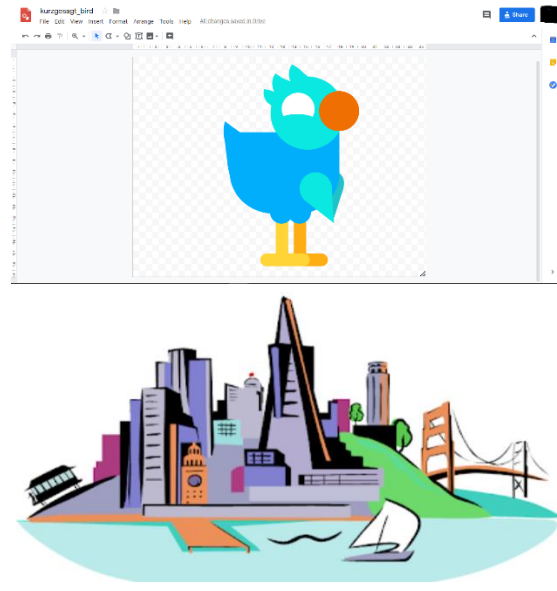 kurzgesagt_bird
File Edit View Insert Format Arrange Tools Help All changes saved in Drive
Share